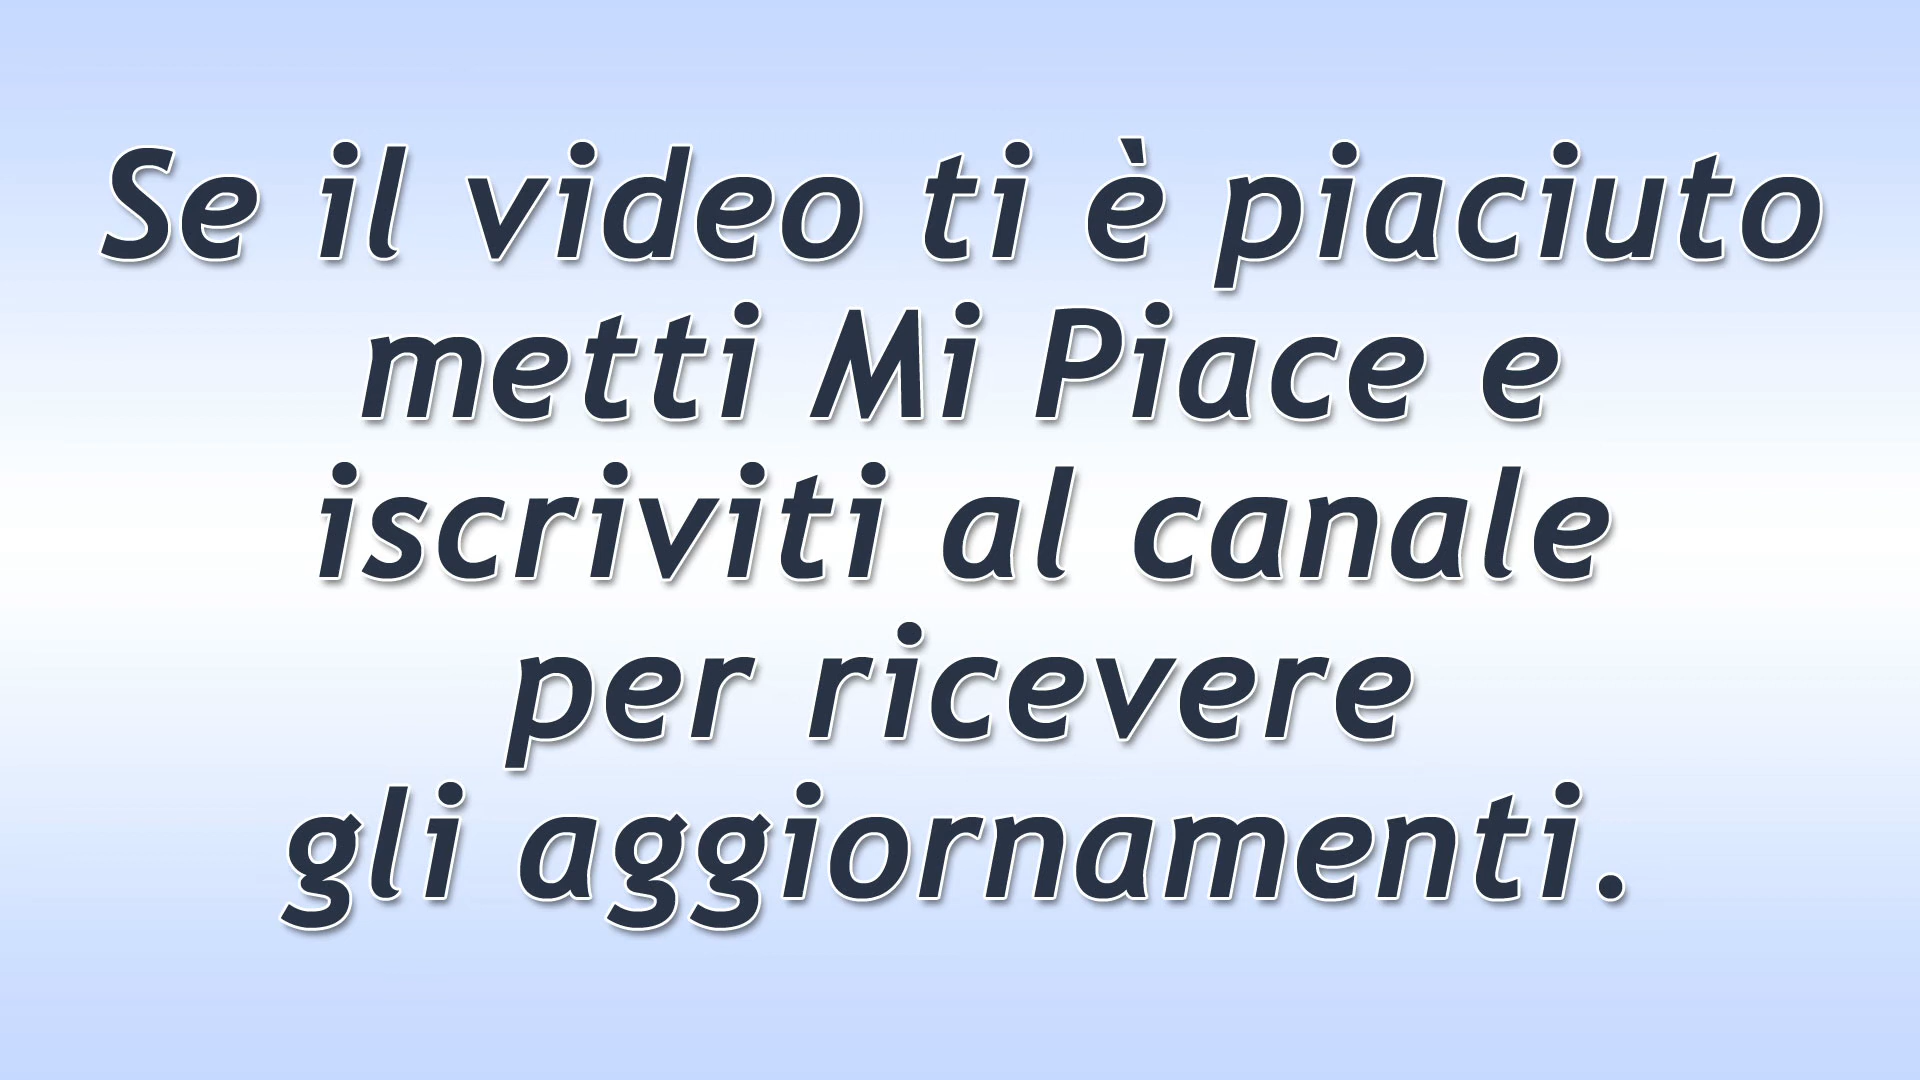 Se il video ti è piaciuto
metti Mi Piace e
iscriviti al canale
per ricevere
gli aggiornamenti.